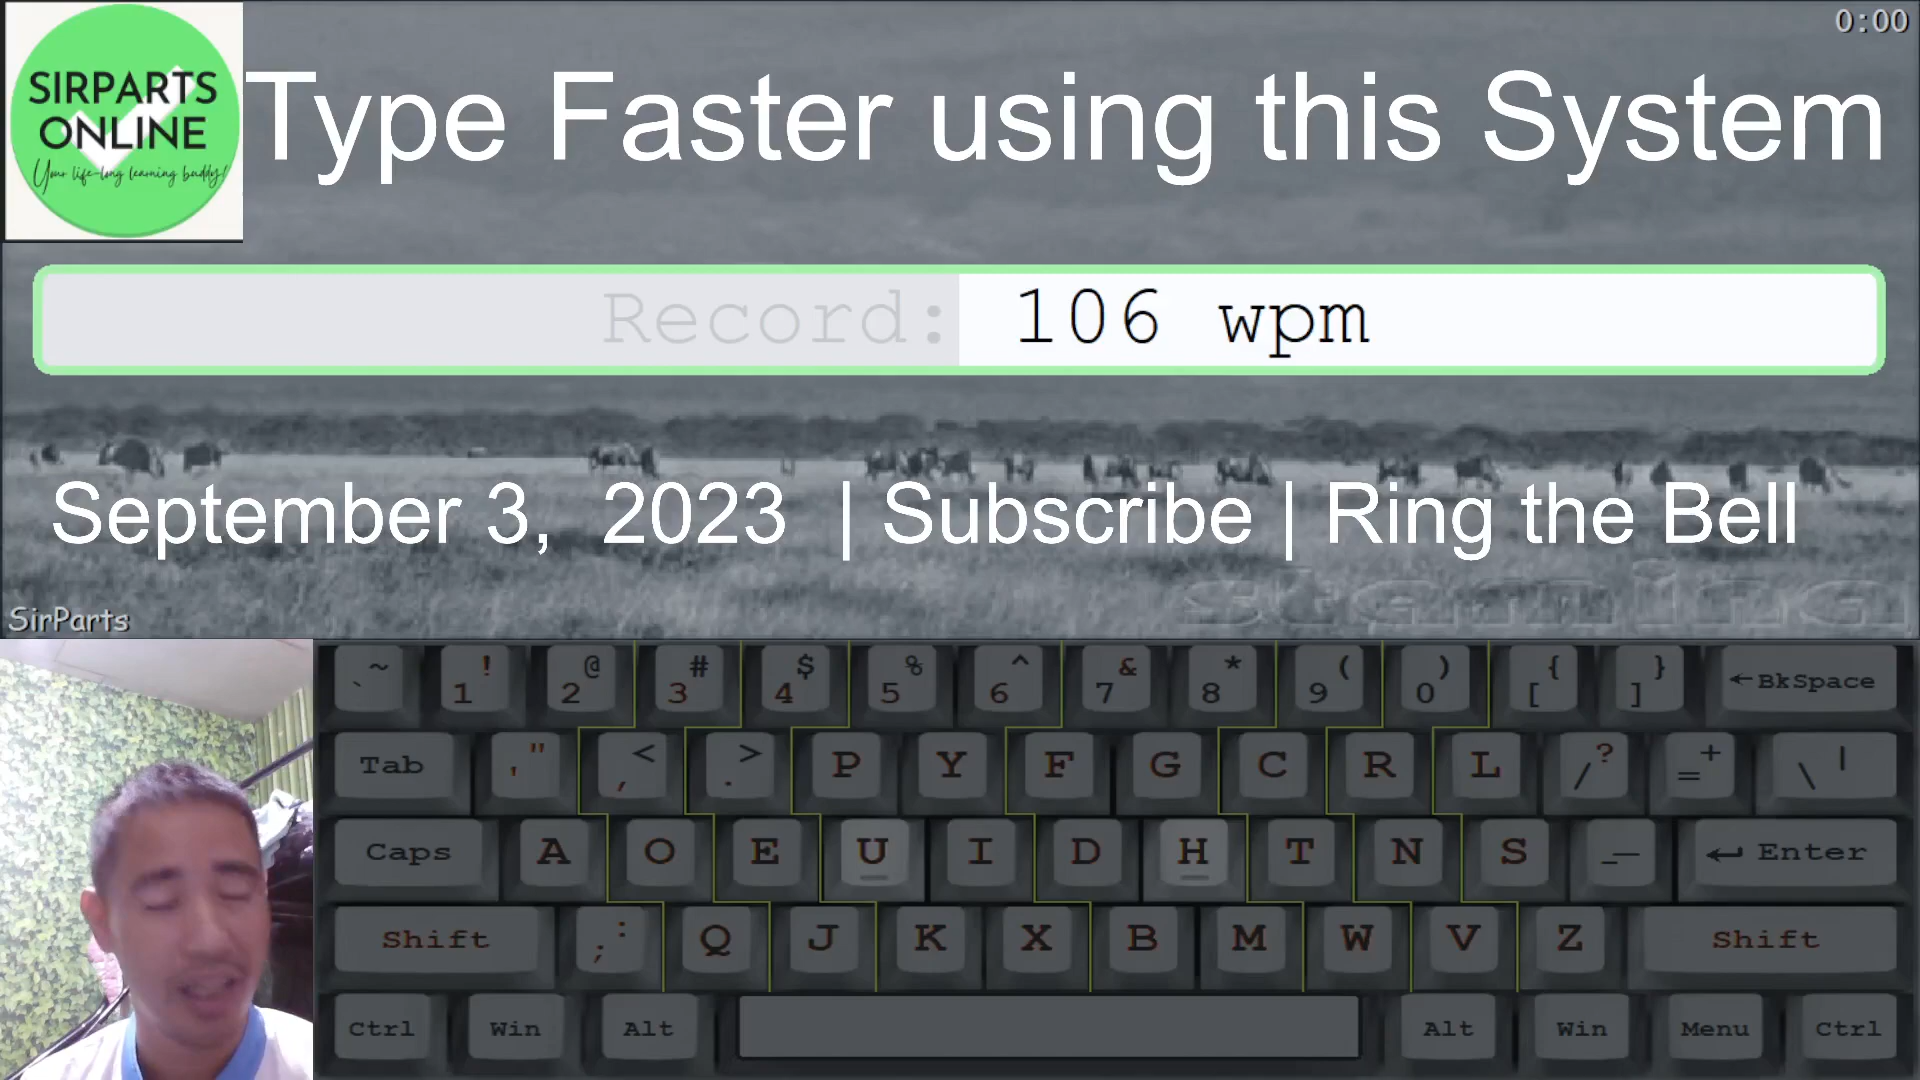 SIRPARTS
ONLINE
Your life-long learning buddy!
0:00
Type Faster using this System
Record: 106 wpm
September 3, 2023 | Subscribe | Ring the Bell
stamina
SirParts
~ ` ! 1 @ 2 # 3 $ 4 % 5 ^ 6 & 7 * 8 ( 9 ) 0 { [ } ] ←BkSpace
Tab " ' < , > . P Y F G C R L ? / + = | \
Caps A O E U I D H T N S _ - ↵ Enter
Shift : ; Q J K X B M W V Z Shift
Ctrl Win Alt Alt Win Menu Ctrl